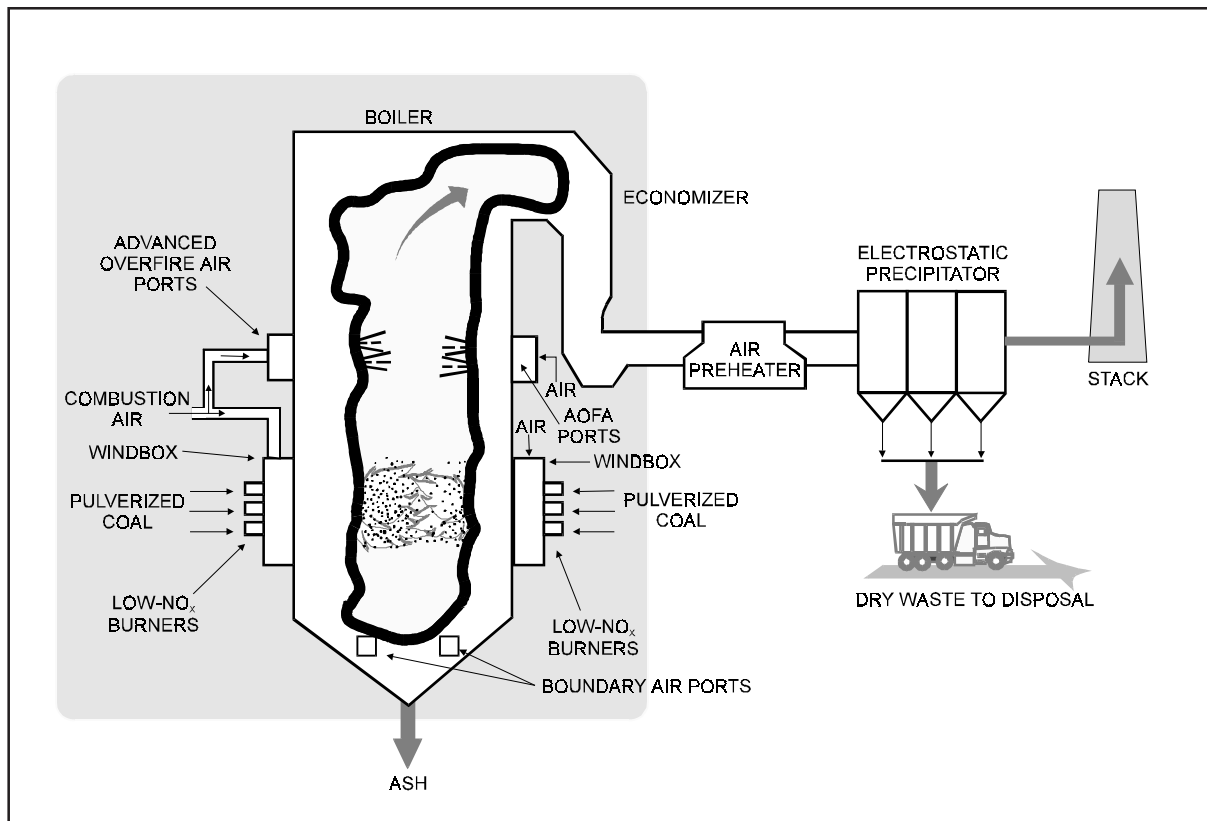 BOILER
ECONOMIZER
ADVANCED
OVERFIRE AIR
PORTS
ELECTROSTATIC
PRECIPITATOR
AIR
PREHEATER
STACK
COMBUSTION
AIR
AIR
AOFA
PORTS
AIR
WINDBOX
WINDBOX
PULVERIZED
COAL
PULVERIZED
COAL
LOW-NOₓ
BURNERS
LOW-NOₓ
BURNERS
DRY WASTE TO DISPOSAL
BOUNDARY AIR PORTS
ASH